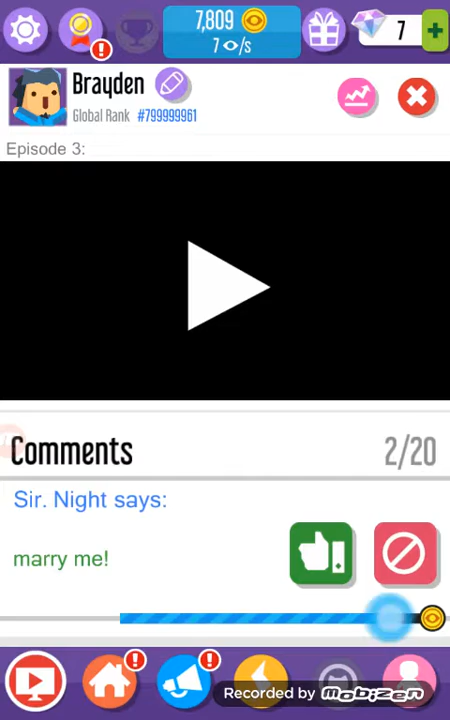 7,809
7 /s
7
+
Brayden
Global Rank #799999961
Episode 3:
Comments 2/20
Sir. Night says:
marry me!
Recorded by MOBIZEN